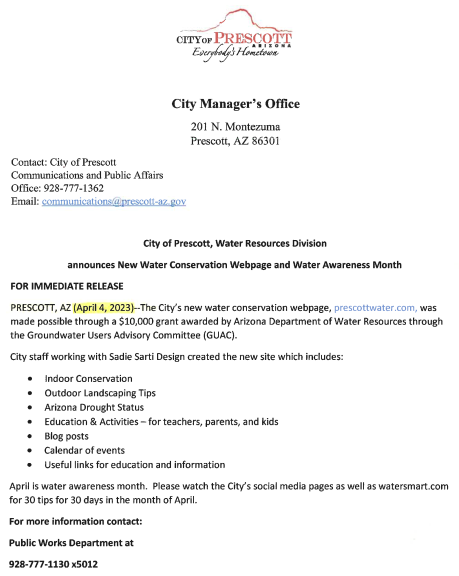 CITY OF PRESCOTT
ARIZONA
Everybody's Hometown
City Manager's Office
201 N. Montezuma
Prescott, AZ 86301
Contact: City of Prescott
Communications and Public Affairs
Office: 928-777-1362
Email: communications@prescott-az.gov
City of Prescott, Water Resources Division
announces New Water Conservation Webpage and Water Awareness Month
FOR IMMEDIATE RELEASE
PRESCOTT, AZ (April 4, 2023)--The City's new water conservation webpage, prescottwater.com, was
made possible through a $10,000 grant awarded by Arizona Department of Water Resources through
the Groundwater Users Advisory Committee (GUAC).
City staff working with Sadie Sarti Design created the new site which includes:
• Indoor Conservation
• Outdoor Landscaping Tips
• Arizona Drought Status
• Education & Activities – for teachers, parents, and kids
• Blog posts
• Calendar of events
• Useful links for education and information
April is water awareness month. Please watch the City's social media pages as well as watersmart.com
for 30 tips for 30 days in the month of April.
For more information contact:
Public Works Department at
928-777-1130 x5012